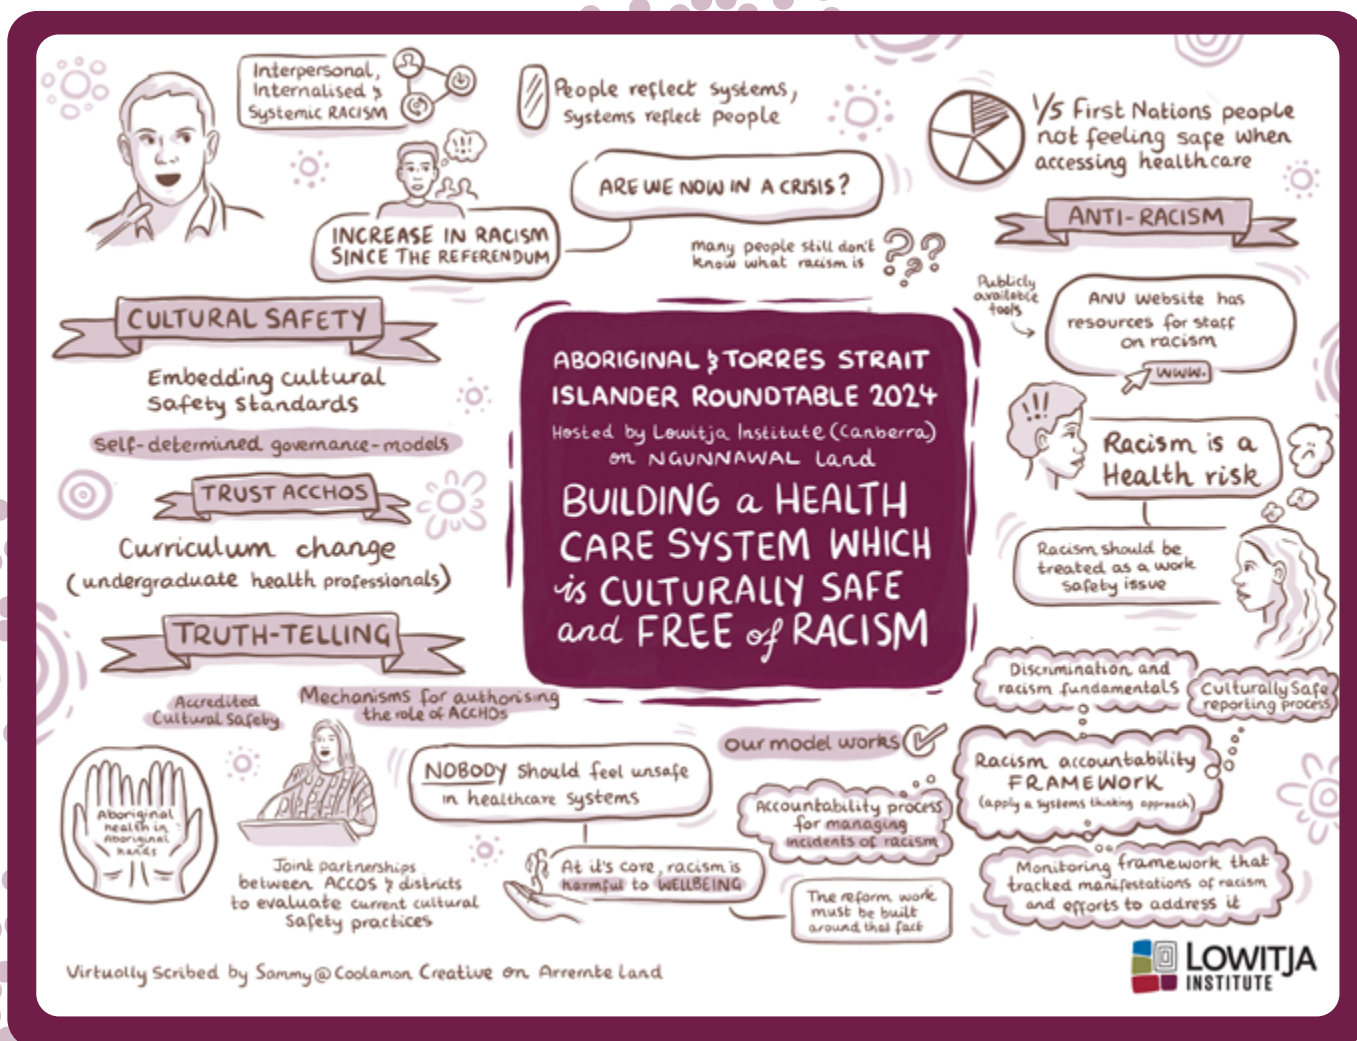 Interpersonal,
Internalised &
Systemic RACISM
People reflect systems,
Systems reflect people
1/5 First Nations people
not feeling safe when
accessing healthcare
!!!
ARE WE NOW IN A CRISIS?
INCREASE IN RACISM
SINCE THE REFERENDUM
many people still don't
know what racism is
????
ANTI-RACISM
Publicly
available
tools
ANU website has
resources for staff
on racism
www.
CULTURAL SAFETY
Embedding cultural
Safety standards
Self-determined governance-models
TRUST ACCHOS
Curriculum change
(undergraduate health professionals)
TRUTH-TELLING
ABORIGINAL & TORRES STRAIT
ISLANDER ROUNDTABLE 2024
Hosted by Lowitja Institute (Canberra)
on NGUNNAWAL land
BUILDING a HEALTH
CARE SYSTEM WHICH
is CULTURALLY SAFE
and FREE of RACISM
!!!
Racism is a
Health risk
Racism should be
treated as a work
safety issue
Accredited
Cultural Safety
Mechanisms for authorising
the role of ACCHOs
Aboriginal
health in
Aboriginal
hands
Joint partnerships
between ACCOS & districts
to evaluate current cultural
Safety practices
NOBODY should feel unsafe
in healthcare systems
At it's core, racism is
harmful to WELLBEING
The reform work
must be built
around that fact
our model works
Accountability process
for managing
incidents of racism
Discrimination and
racism fundamentals
Culturally Safe
reporting process
Racism accountability
FRAMEWORK
(apply a systems thinking approach)
Monitoring framework that
tracked manifestations of racism
and efforts to address it
Virtually Scribed by Sammy @ Coolamon Creative on Arrernte Land
LOWITJA
INSTITUTE